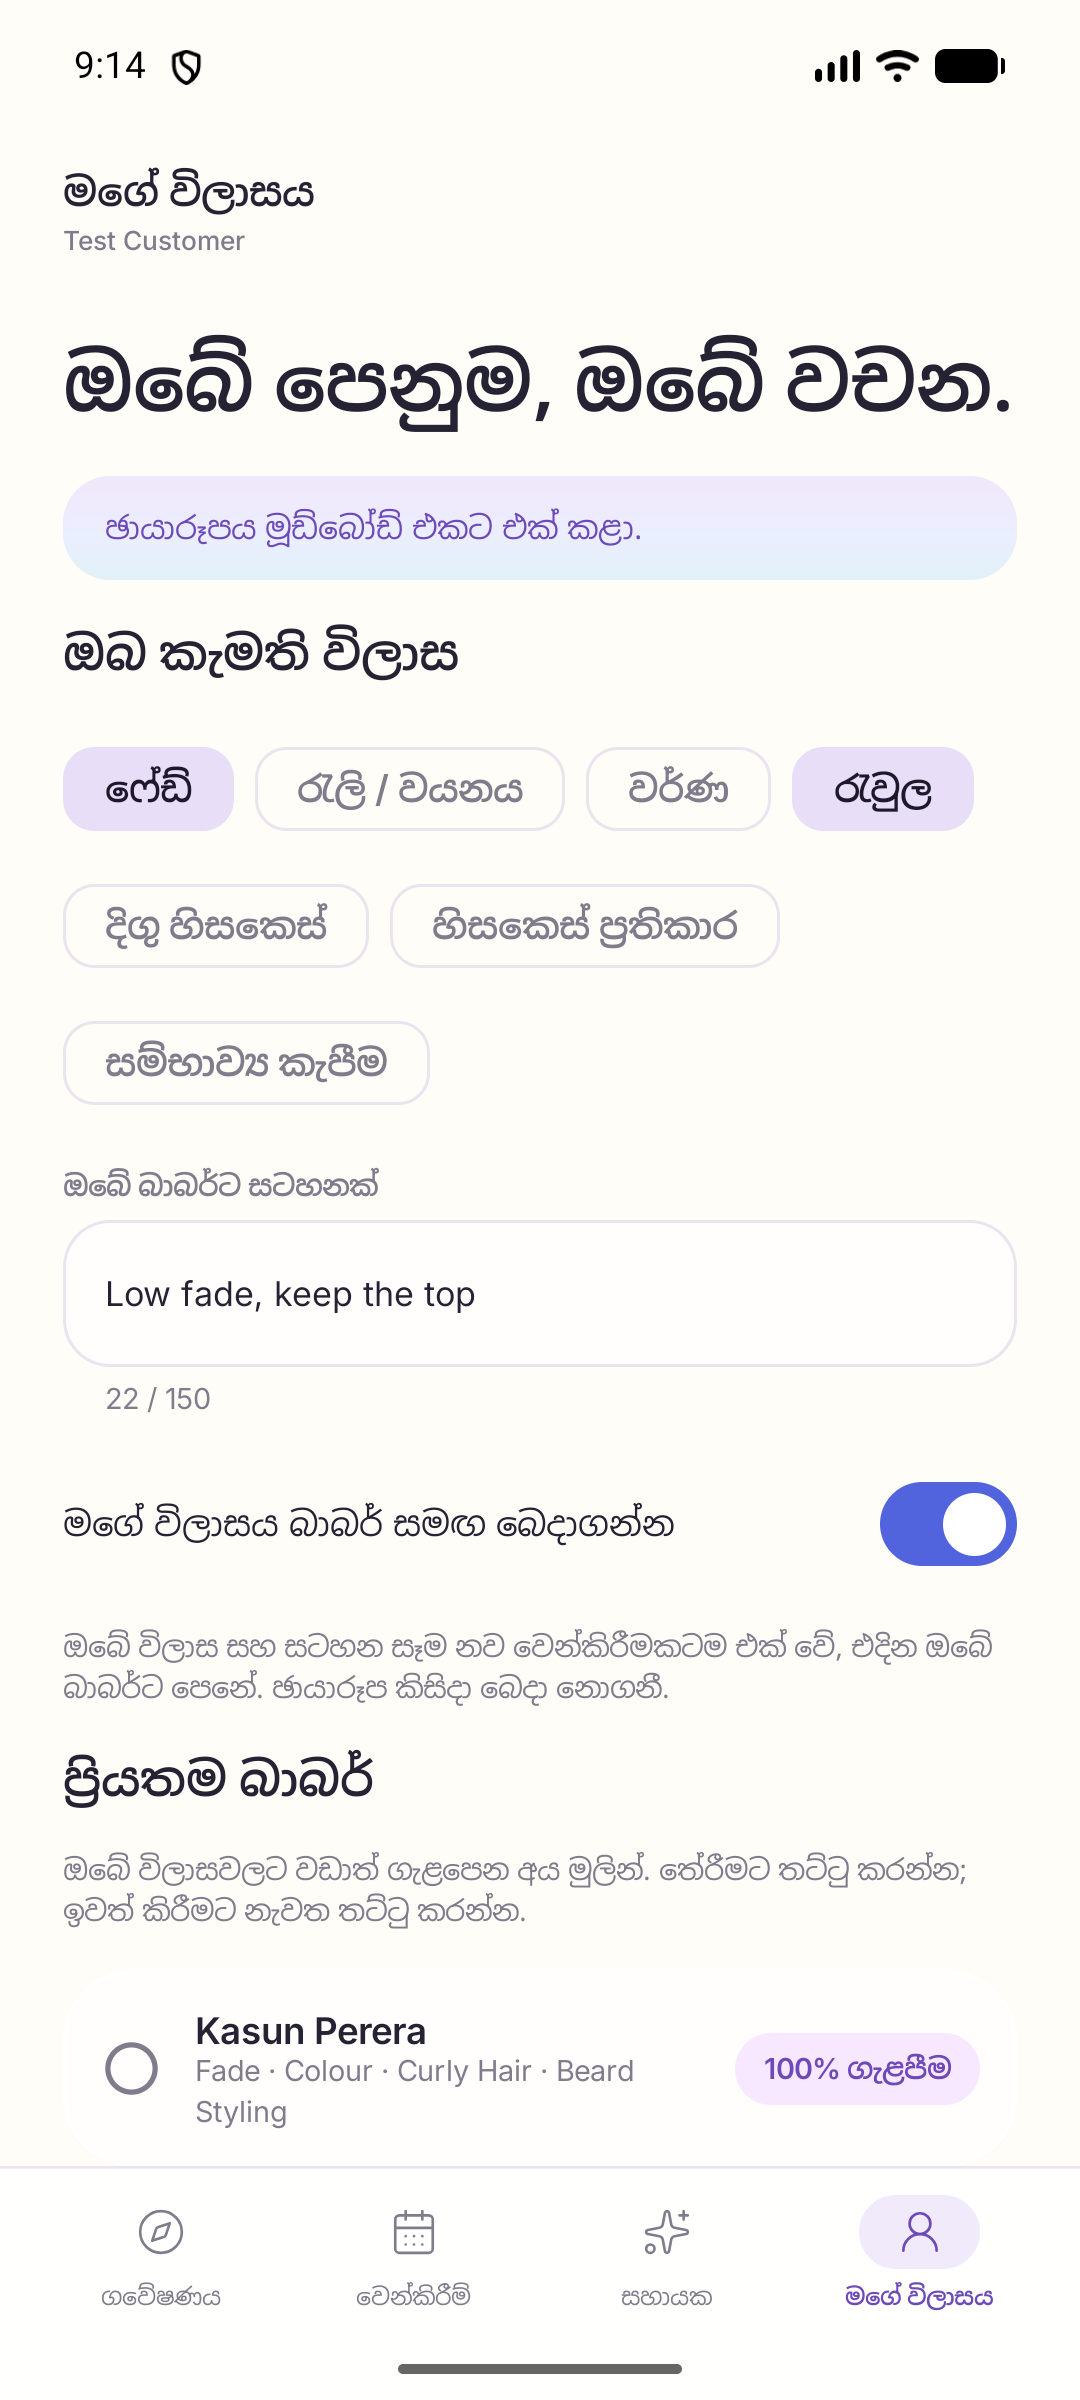 9:14
මගේ විලාසය
Test Customer
ඔබේ පෙනුම, ඔබේ වචන.
ඡායාරූපය මූඩ්බෝඩ් එකට එක් කළා.
ඔබ කැමති විලාස
ෆේඩ්
රැලි / වයනය
වර්ණ
රැවුල
දිගු හිසකෙස්
හිසකෙස් ප්‍රතිකාර
සම්භාව්‍ය කැපීම
ඔබේ බාබර්ට සටහනක්
Low fade, keep the top
22 / 150
මගේ විලාසය බාබර් සමඟ බෙදාගන්න
ඔබේ විලාස සහ සටහන සෑම නව වෙන්කිරීමකටම එක් වේ, එදින ඔබේ
බාබර්ට පෙනේ. ඡායාරූප කිසිදා බෙදා නොගනී.
ප්‍රියතම බාබර්
ඔබේ විලාසවලට වඩාත් ගැළපෙන අය මුලින්. තේරීමට තට්ටු කරන්න;
ඉවත් කිරීමට නැවත තට්ටු කරන්න.
Kasun Perera
Fade · Colour · Curly Hair · Beard
Styling
100% ගැළපීම
ගවේෂණය
වෙන්කිරීම්
සහායක
මගේ විලාසය